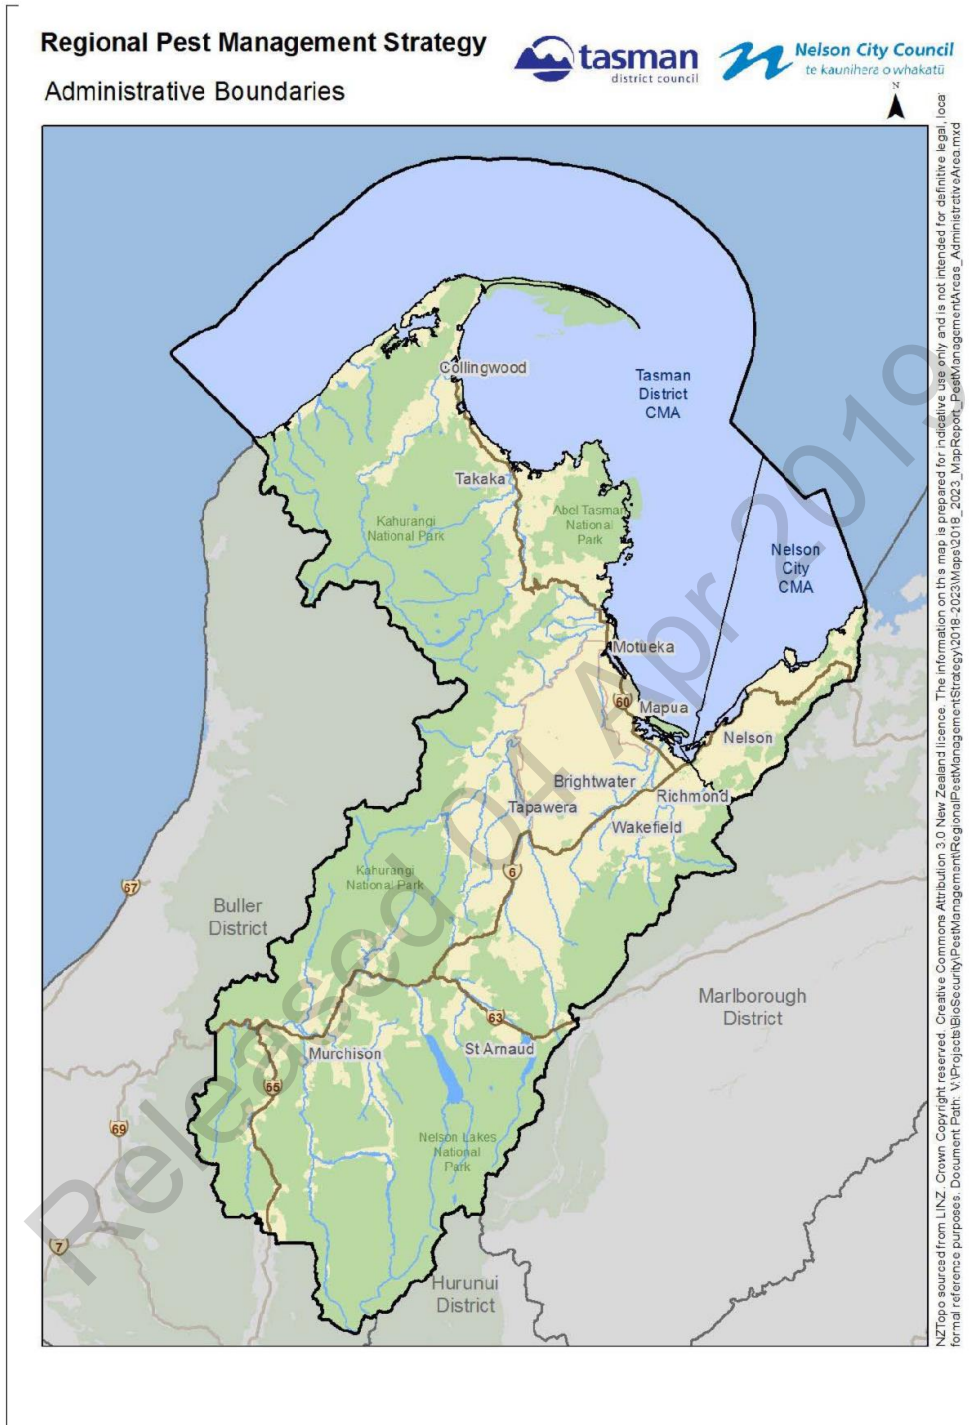 Regional Pest Management Strategy
Administrative Boundaries
tasman
district council
Nelson City Council
te kaunihera o whakatū
N
Collingwood
Tasman
District
CMA
Takaka
Kahurangi
National Park
Abel Tasman
National
Park
Nelson
City
CMA
Motueka
60
Mapua
Nelson
Brightwater
Richmond
Tapawera
Wakefield
6
Kahurangi
National Park
67
Buller
District
Marlborough
District
63
St Arnaud
Murchison
65
69
Nelson Lakes
National
Park
7
Hurunui
District
Released 04 Apr 2019
NZTopo sourced from LINZ. Crown Copyright reserved. Creative Commons Attribution 3.0 New Zealand licence. The information on this map is prepared for indicative use only and is not intended for definitive legal, loca
formal reference purposes. Document Path: V:\Projects\BioSecurity\PestManagement\RegionalPestManagementStrategy\2018-2023\Maps\2018_2023_MapReport_PestManagementAreas_AdministrativeArea.mxd